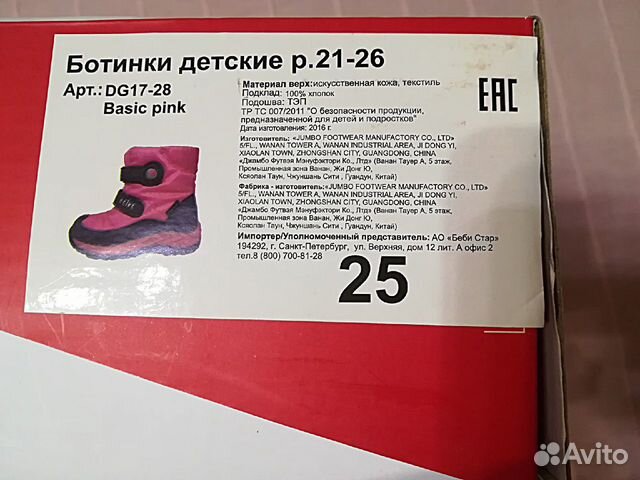 Ботинки детские р.21-26
Арт.: DG17-28
Basic pink
Материал верх:искусственная кожа, текстиль
Подклад: 100% хлопок
Подошва: ТЭП
ТР ТС 007/2011 "О безопасности продукции,
предназначенной для детей и подростков"
Дата изготовления: 2016 г.
EAC
Изготовитель: «JUMBO FOOTWEAR MANUFACTORY CO., LTD»
5/FL., WANAN TOWER A, WANAN INDUSTRIAL AREA, JI DONG YI,
XIAOLAN TOWN, ZHONGSHAN CITY, GUANGDONG, CHINA
«Джамбо Футвэа Мэнуфэктори Ко., Лтд» (Ванан Тауер А, 5 этаж,
Промышленная зона Ванан, Жи Донг Ю,
Ксяолан Таун, Чжуншань Сити , Гуандун, Китай)
Фабрика - изготовитель:«JUMBO FOOTWEAR MANUFACTORY CO., LTD»
5/FL., WANAN TOWER A, WANAN INDUSTRIAL AREA, JI DONG YI,
XIAOLAN TOWN, ZHONGSHAN CITY, GUANGDONG, CHINA
«Джамбо Футвэа Мэнуфэктори Ко., Лтд» (Ванан Тауер А, 5 этаж,
Промышленная зона Ванан, Жи Донг Ю,
Ксяолан Таун, Чжуншань Сити , Гуандун, Китай)
Импортер/Уполномоченный представитель: АО «Беби Стар»
194292, г. Санкт-Петербург, ул. Верхняя, дом 12 лит. А офис 2
тел.8 (800) 700-81-28
25
Avito